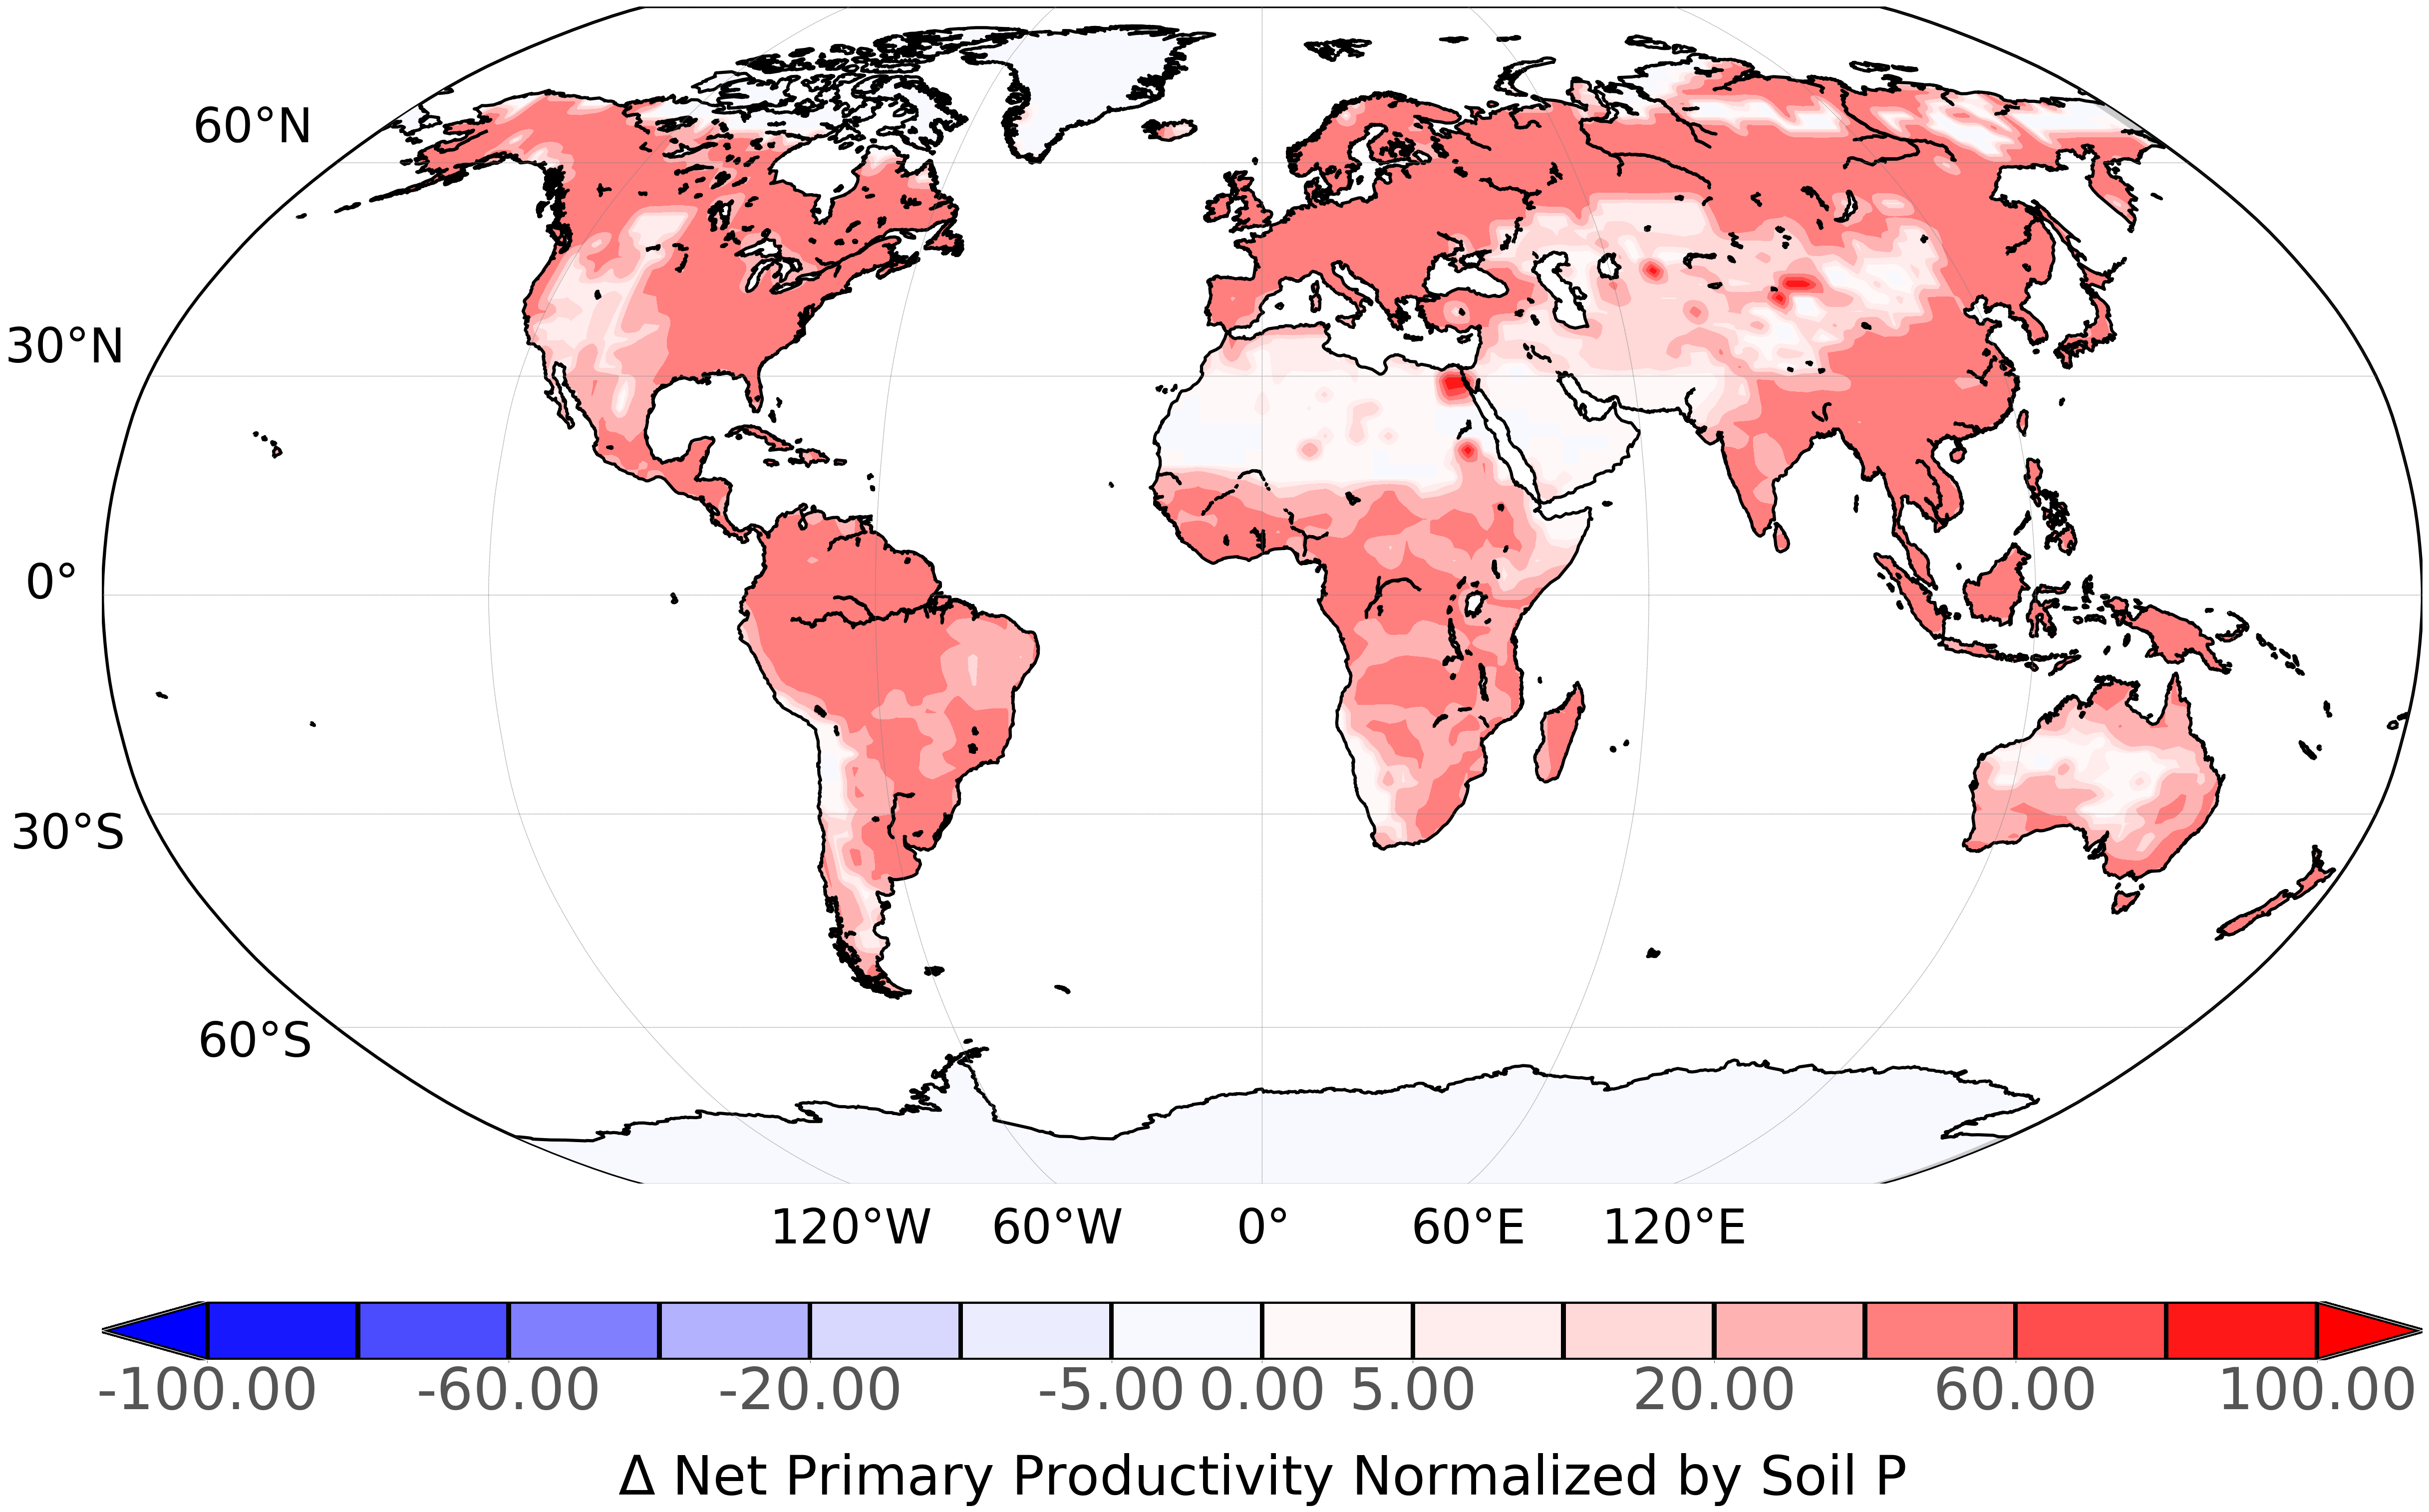 60°N
30°N
0°
30°S
60°S
120°W 60°W 0° 60°E 120°E
-100.00 -60.00 -20.00 -5.00 0.00 5.00 20.00 60.00 100.00
Δ Net Primary Productivity Normalized by Soil P